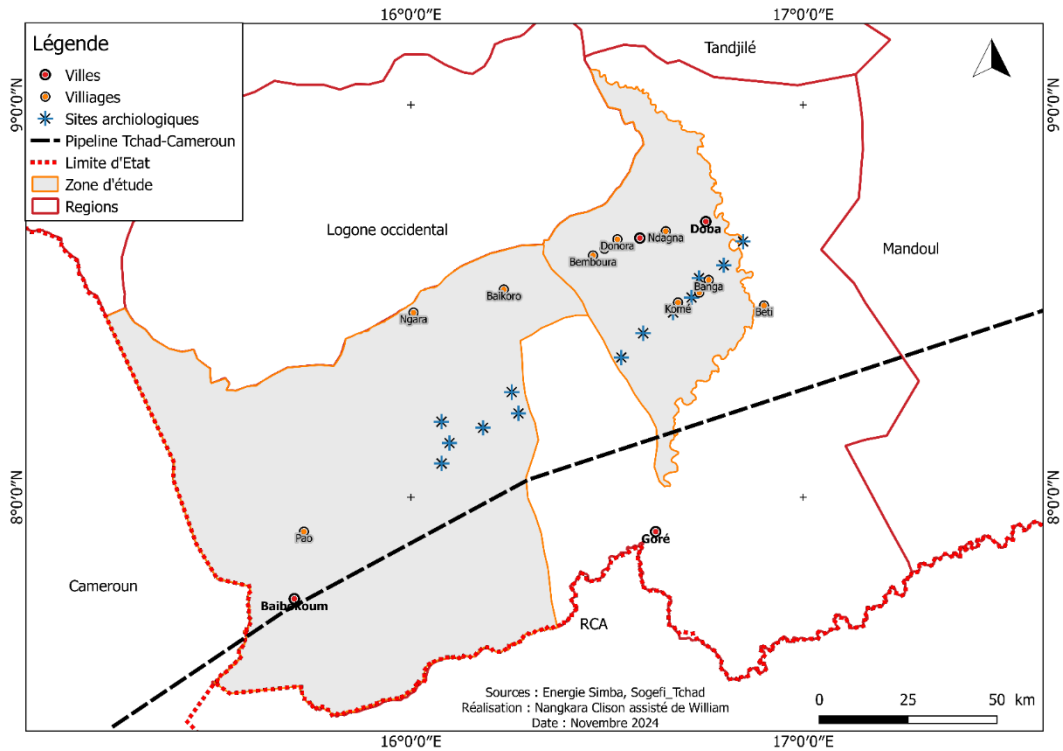 16°0'0"N 17°0'0"N
Légende
Villes
Villiages
Sites archiologiques
Pipeline Tchad-Cameroun
Limite d'Etat
Zone d'étude
Regions
Tandjilé
9°0'0"N
9°0'0"N
Logone occidental
Mandoul
Doba
Ndagna
Donora
Bemboura
Banga
Baikoro
Komé
Beti
Ngara
8°0'0"N
8°0'0"N
Pao
Goré
Cameroun
Baibokoum
RCA
Sources : Energie Simba, Sogefi_Tchad
Réalisation : Nangkara Clison assisté de William
Date : Novembre 2024
0 25 50 km
16°0'0"N 17°0'0"N